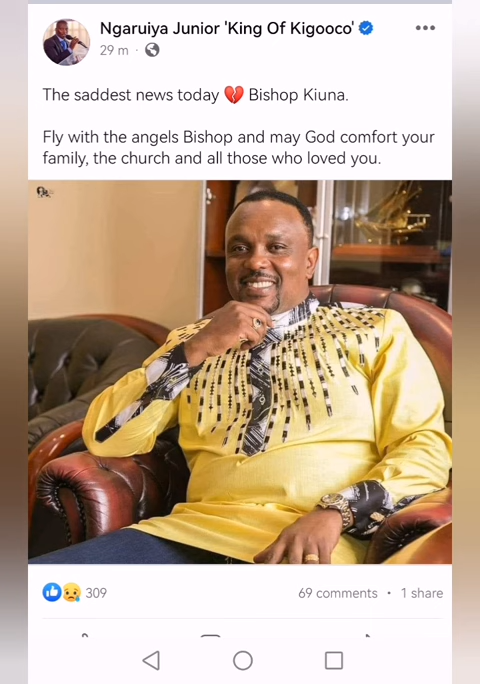 Ngaruiya Junior 'King Of Kigooco'
29 m ·
The saddest news today 💔 Bishop Kiuna.
Fly with the angels Bishop and may God comfort your
family, the church and all those who loved you.
309
69 comments • 1 share